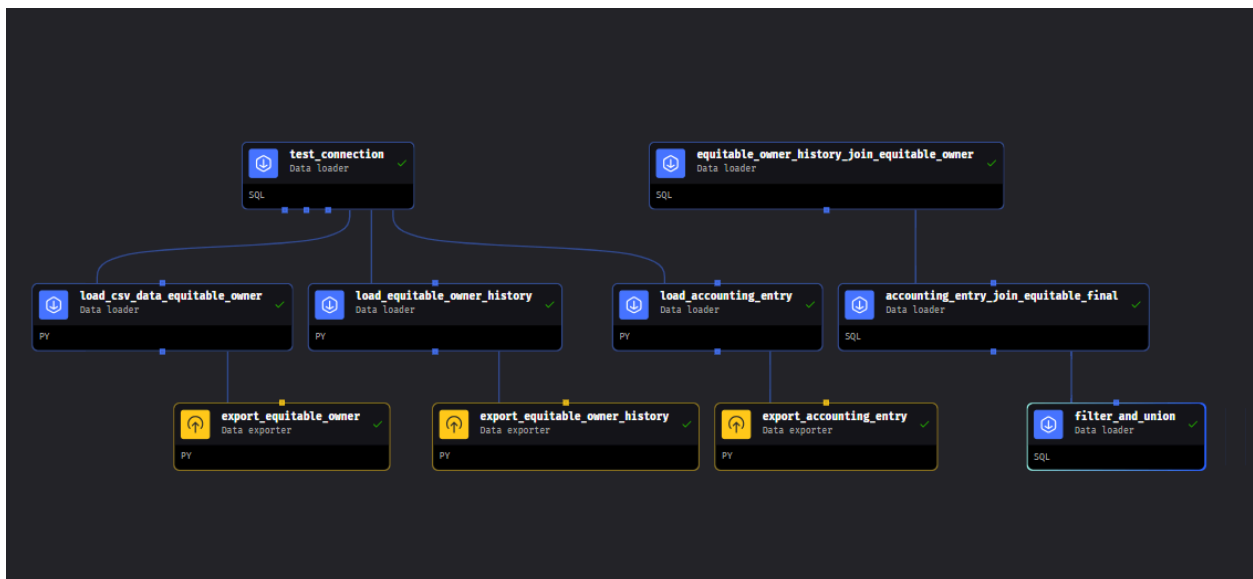 test_connection
Data loader
SQL
equitable_owner_history_join_equitable_owner
Data loader
SQL
load_csv_data_equitable_owner
Data loader
PY
load_equitable_owner_history
Data loader
PY
load_accounting_entry
Data loader
PY
accounting_entry_join_equitable_final
Data loader
SQL
export_equitable_owner
Data exporter
PY
export_equitable_owner_history
Data exporter
PY
export_accounting_entry
Data exporter
PY
filter_and_union
Data loader
SQL